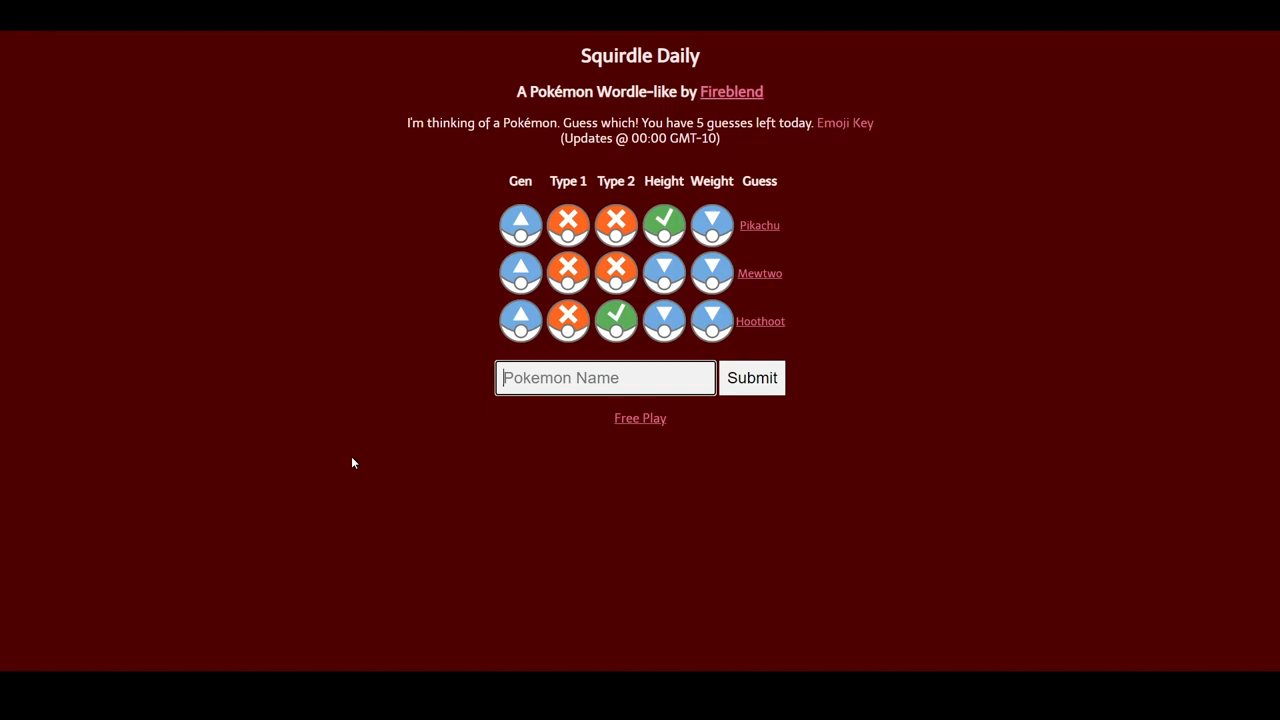 Squirdle Daily
A Pokémon Wordle-like by Fireblend
I'm thinking of a Pokémon. Guess which! You have 5 guesses left today. Emoji Key
(Updates @ 00:00 GMT-10)
Gen Type 1 Type 2 Height Weight Guess
Pikachu
Mewtwo
Hoothoot
Pokemon Name Submit
Free Play